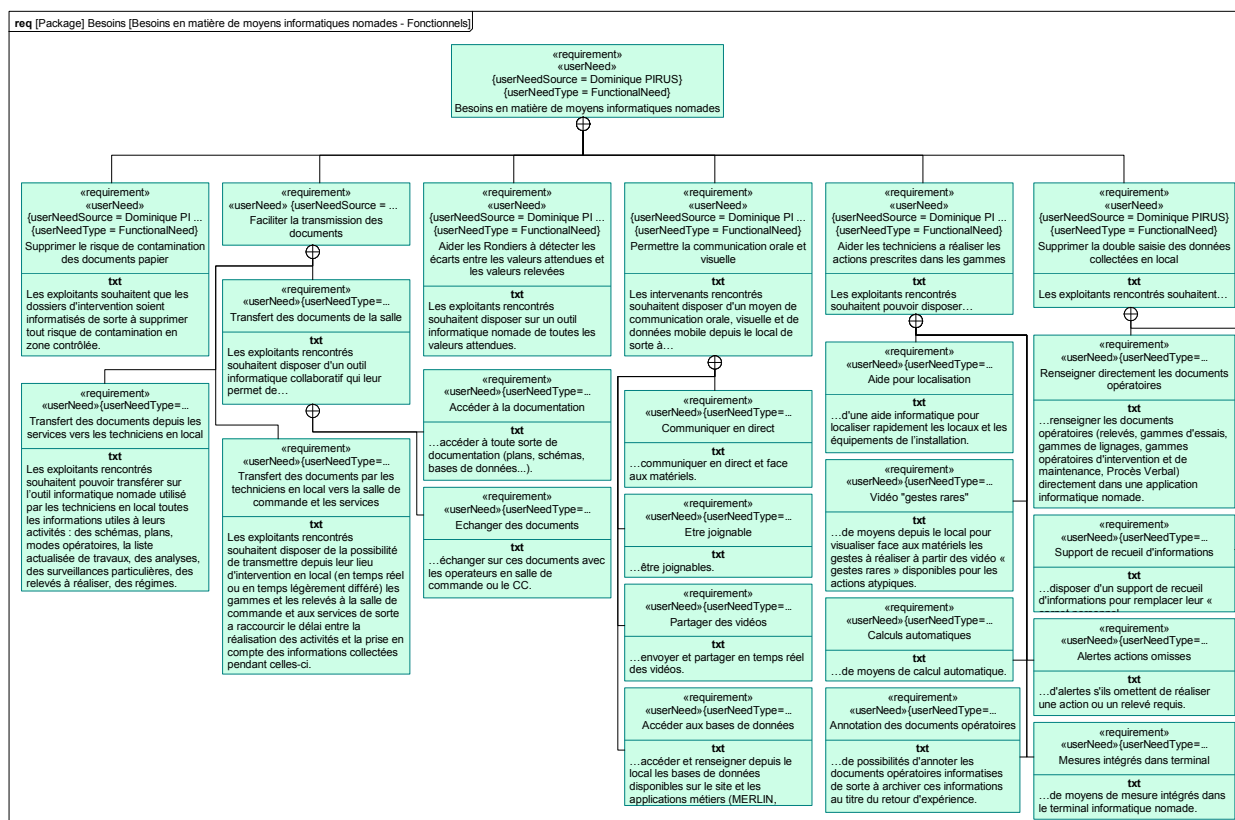 req [Package] Besoins [Besoins en matière de moyens informatiques nomades - Fonctionnels]
«requirement»
«userNeed»
{userNeedSource = Dominique PIRUS}
{userNeedType = FunctionalNeed}
Besoins en matière de moyens informatiques nomades
«requirement»
«userNeed»
{userNeedSource = Dominique PI ...
{userNeedType = FunctionalNeed}
Supprimer le risque de contamination
des documents papier
txt
Les exploitants souhaitent que les
dossiers d'intervention soient
informatisés de sorte à supprimer
tout risque de contamination en
zone contrôlée.
«requirement»
«userNeed» {userNeedSource = ...
Faciliter la transmission des
documents
«requirement»
«userNeed»
{userNeedSource = Dominique PI ...
{userNeedType = FunctionalNeed}
Aider les Rondiers à détecter les
écarts entre les valeurs attendues et
les valeurs relevées
txt
Les exploitants rencontrés
souhaitent disposer sur un outil
informatique nomade de toutes les
valeurs attendues.
«requirement»
«userNeed»
{userNeedSource = Dominique PI ...
{userNeedType = FunctionalNeed}
Permettre la communication orale et
visuelle
txt
Les intervenants rencontrés
souhaitent disposer d'un moyen de
communication orale, visuelle et de
données mobile depuis le local de
sorte à…
«requirement»
«userNeed»
{userNeedSource = Dominique PI ...
{userNeedType = FunctionalNeed}
Aider les techniciens a réaliser les
actions prescrites dans les gammes
txt
Les exploitants rencontrés
souhaitent pouvoir disposer…
«requirement»
«userNeed»
{userNeedSource = Dominique PIRUS}
{userNeedType = FunctionalNeed}
Supprimer la double saisie des données
collectées en local
txt
Les exploitants rencontrés souhaitent…
«requirement»
«userNeed»{userNeedType=...
Transfert des documents de la salle
txt
Les exploitants rencontrés
souhaitent disposer d'un outil
informatique collaboratif qui leur
permet de…
«requirement»
«userNeed»{userNeedType=...
Transfert des documents depuis les
services vers les techniciens en local
txt
Les exploitants rencontrés
souhaitent pouvoir transférer sur
l'outil informatique nomade utilisé
par les techniciens en local toutes
les informations utiles à leurs
activités : des schémas, plans,
modes opératoires, la liste
actualisée de travaux, des analyses,
des surveillances particulières, des
relevés à réaliser, des régimes.
«requirement»
«userNeed»{userNeedType=...
Transfert des documents par les
techniciens en local vers la salle de
commande et les services
txt
Les exploitants rencontrés
souhaitent disposer de la possibilité
de transmettre depuis leur lieu
d'intervention en local (en temps réel
ou en temps légèrement différé) les
gammes et les relevés à la salle de
commande et aux services de sorte
a raccourcir le délai entre la
réalisation des activités et la prise en
compte des informations collectées
pendant celles-ci.
«requirement»
«userNeed»{userNeedType=...
Accéder à la documentation
txt
…accéder à toute sorte de
documentation (plans, schémas,
bases de données...).
«requirement»
«userNeed»{userNeedType=...
Echanger des documents
txt
…échanger sur ces documents avec
les operateurs en salle de
commande ou le CC.
«requirement»
«userNeed»{userNeedType=...
Communiquer en direct
txt
…communiquer en direct et face
aux matériels.
«requirement»
«userNeed»{userNeedType=...
Etre joignable
txt
…être joignables.
«requirement»
«userNeed»{userNeedType=...
Partager des vidéos
txt
…envoyer et partager en temps réel
des vidéos.
«requirement»
«userNeed»{userNeedType=...
Accéder aux bases de données
txt
…accéder et renseigner depuis le
local les bases de données
disponibles sur le site et les
applications métiers (MERLIN,
«requirement»
«userNeed»{userNeedType=...
Aide pour localisation
txt
…d'une aide informatique pour
localiser rapidement les locaux et les
équipements de l'installation.
«requirement»
«userNeed»{userNeedType=...
Vidéo "gestes rares"
txt
…de moyens depuis le local pour
visualiser face aux matériels les
gestes à réaliser à partir des vidéo «
gestes rares » disponibles pour les
actions atypiques.
«requirement»
«userNeed»{userNeedType=...
Calculs automatiques
txt
…de moyens de calcul automatique.
«requirement»
«userNeed»{userNeedType=...
Annotation des documents opératoires
txt
…de possibilités d'annoter les
documents opératoires informatises
de sorte à archiver ces informations
au titre du retour d'expérience.
«requirement»
«userNeed»{userNeedType=...
Renseigner directement les documents
opératoires
txt
…renseigner les documents
opératoires (relevés, gammes d'essais,
gammes de lignages, gammes
opératoires d'intervention et de
maintenance, Procès Verbal)
directement dans une application
informatique nomade.
«requirement»
«userNeed»{userNeedType=...
Support de recueil d'informations
txt
…disposer d'un support de recueil
d'informations pour remplacer leur «
«requirement»
«userNeed»{userNeedType=...
Alertes actions omisses
txt
…d'alertes s'ils omettent de réaliser
une action ou un relevé requis.
«requirement»
«userNeed»{userNeedType=...
Mesures intégrés dans terminal
txt
…de moyens de mesure intégrés dans
le terminal informatique nomade.